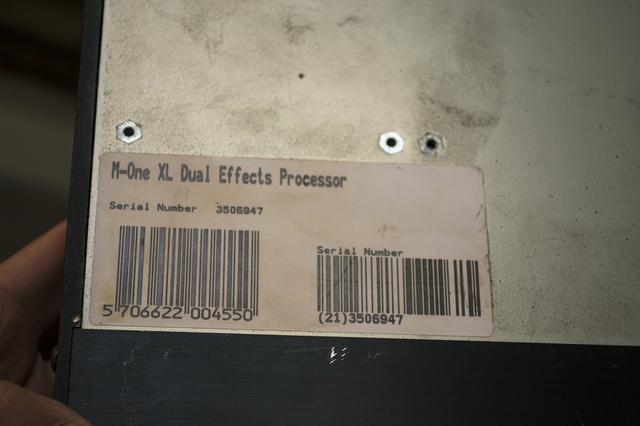 M-One XL Dual Effects Processor
Serial Number 3506947
Serial Number
5 706622 004550
(21)3506947